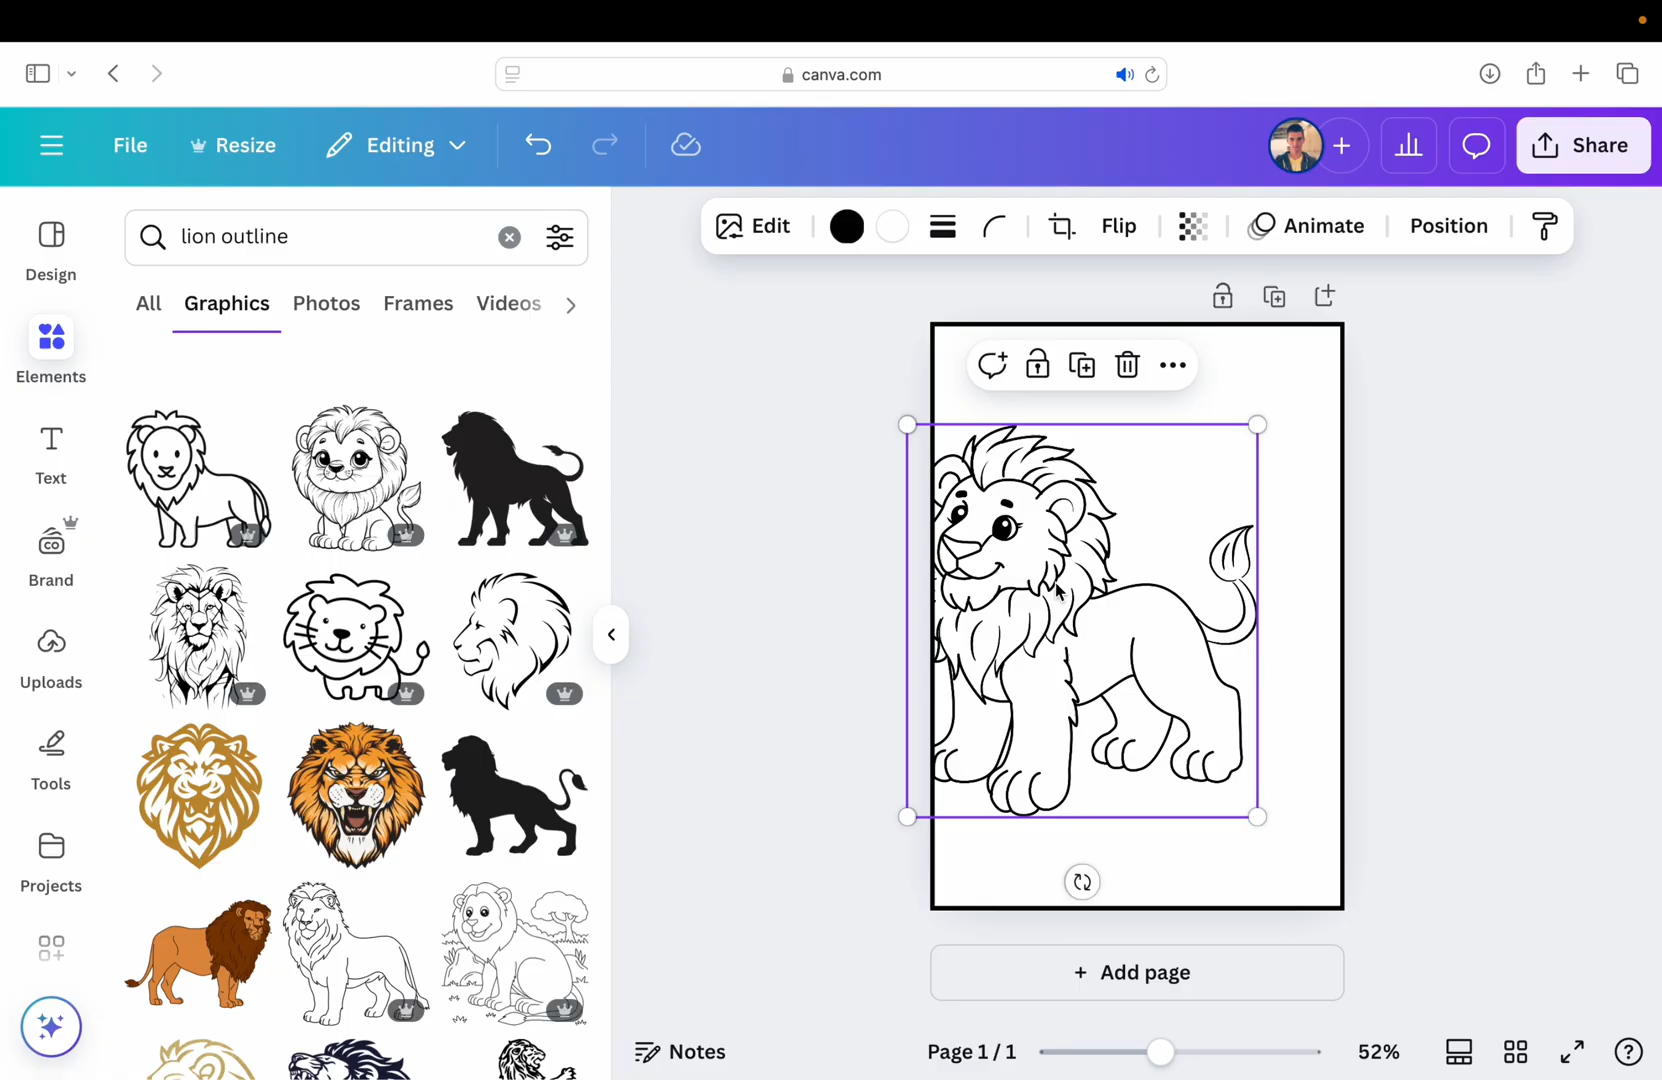 canva.com
File
Resize
Editing
Share
Design
Elements
Text
Brand
CO
Uploads
Tools
Projects
lion outline
All Graphics Photos Frames Videos
Edit
Flip
Animate
Position
+ Add page
Notes
Page 1 / 1
52%